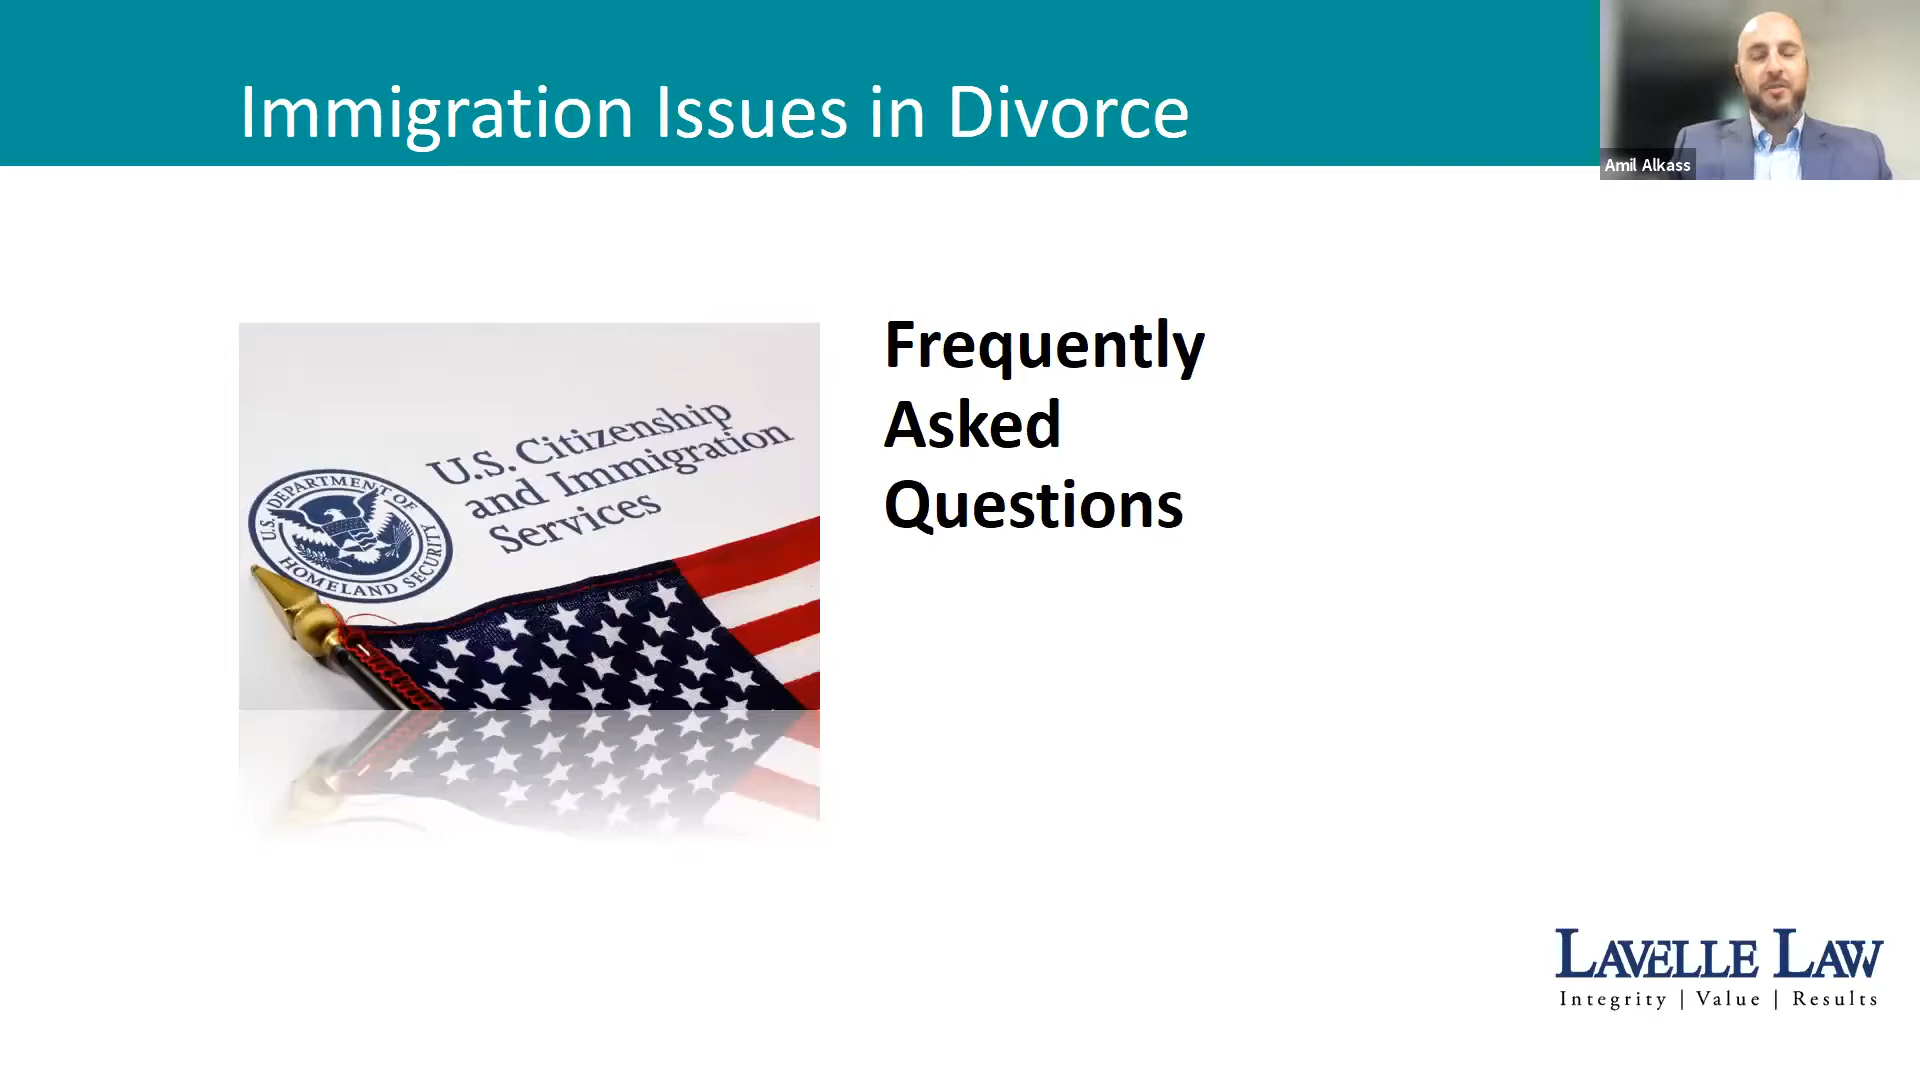 Immigration Issues in Divorce
Amil Alkass
Frequently
Asked
Questions
U.S. Citizenship
and Immigration
Services
U.S. DEPARTMENT OF
HOMELAND SECURITY
LAVELLE LAW
Integrity | Value | Results